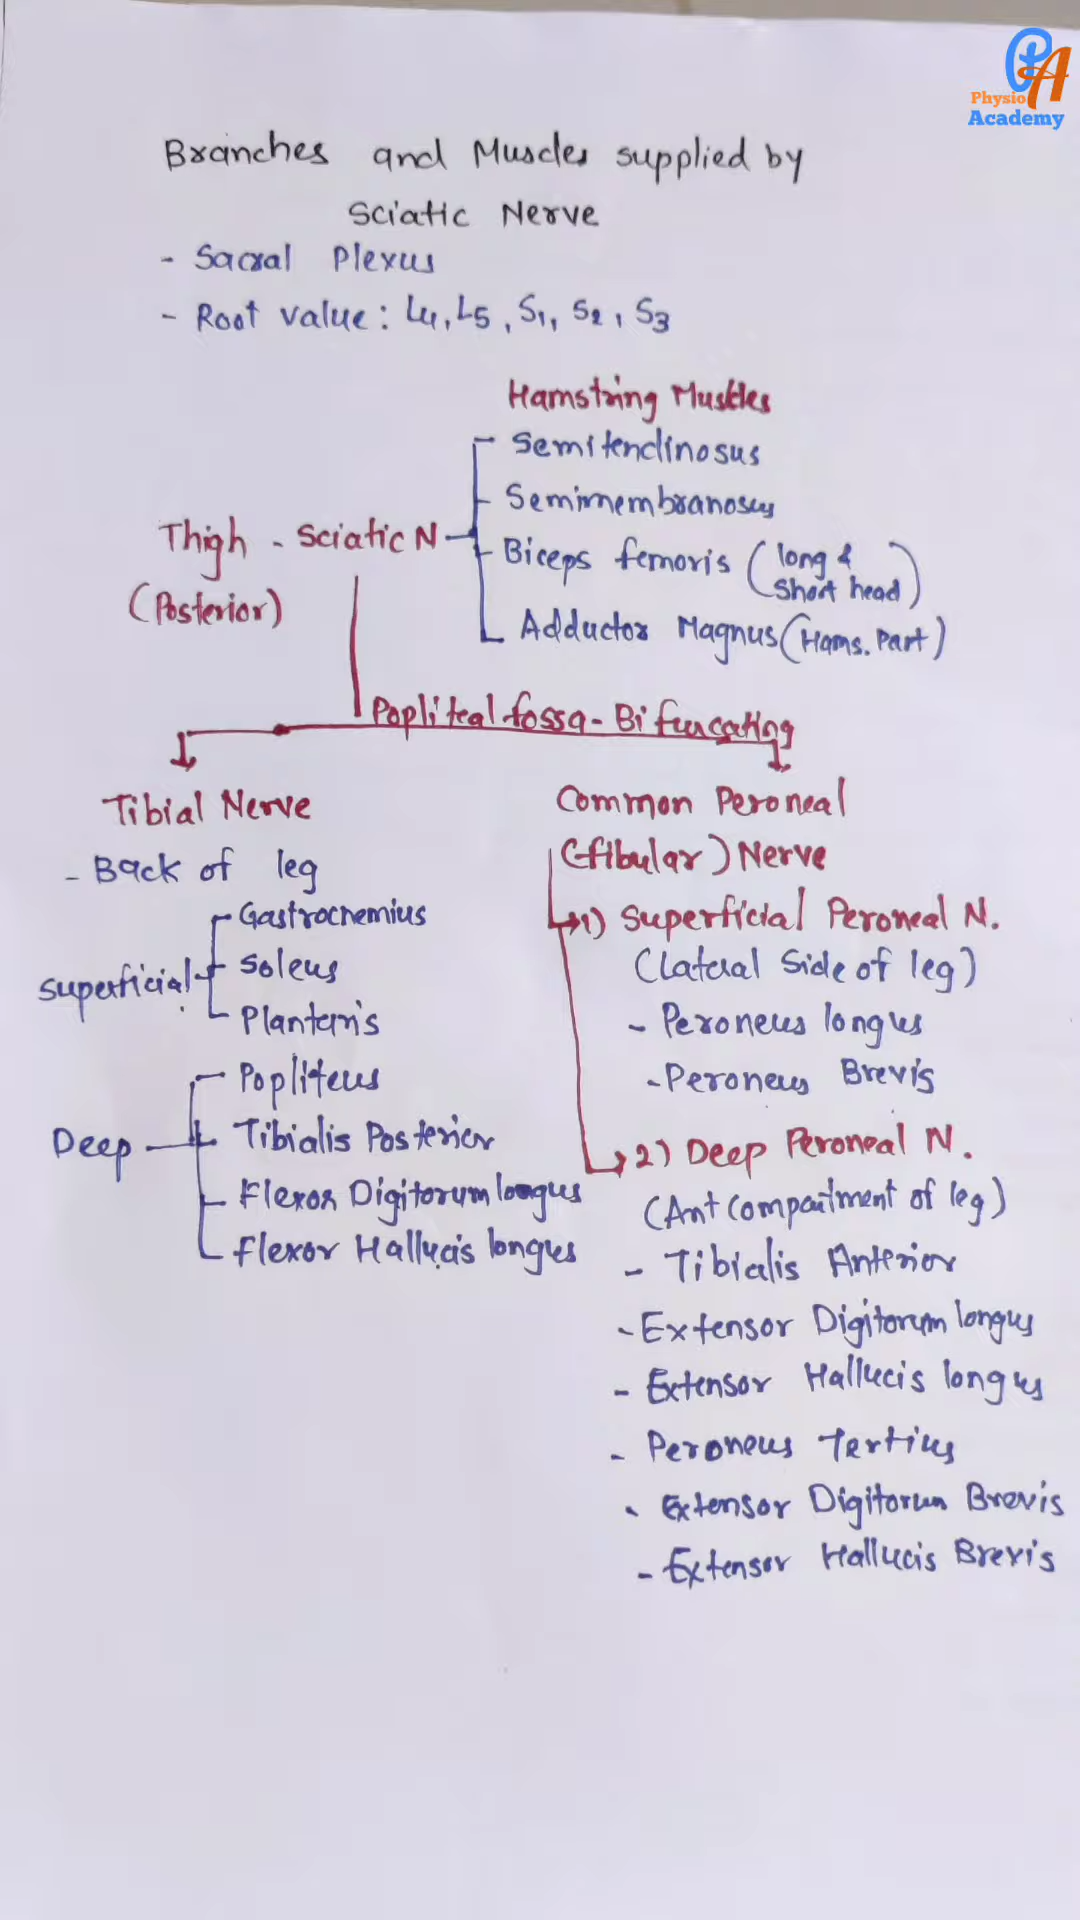 Physio
Academy
Branches and Muscles supplied by
Sciatic Nerve
- Sacral Plexus
- Root value: L4, L5, S1, S2, S3
Hamstring Muscles
Semitendinosus
Semimembranosus
Thigh - Sciatic N
Biceps femoris (long & short head)
(Posterior)
Adductor Magnus (Hams. Part)
Popliteal fossa - Bifurcating
Tibial Nerve
- Back of leg
Superficial
Gastrocnemius
Soleus
Plantaris
Deep
Popliteus
Tibialis Posterior
Flexor Digitorum longus
Flexor Hallucis longus
Common Peroneal
(fibular) Nerve
1) Superficial Peroneal N.
(Lateral Side of leg)
- Peroneus longus
- Peroneus Brevis
2) Deep Peroneal N.
(Ant compartment of leg)
- Tibialis Anterior
- Extensor Digitorum longus
- Extensor Hallucis longus
- Peroneus Tertius
- Extensor Digitorum Brevis
- Extensor Hallucis Brevis